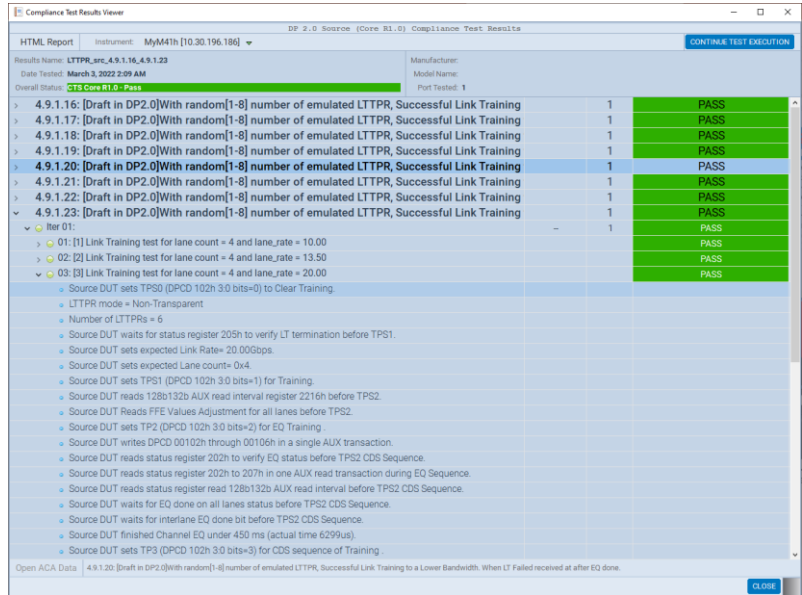 Compliance Test Results Viewer
DP 2.0 Source (Core R1.0) Compliance Test Results
HTML Report Instrument: MyM41h [10.30.196.186] CONTINUE TEST EXECUTION
Results Name: LTTPR_src_4.9.1.16_4.9.1.23 Manufacturer:
Date Tested: March 3, 2022 2:09 AM Model Name:
Overall Status: CTS Core R1.0 - Pass Port Tested: 1
4.9.1.16: [Draft in DP2.0]With random[1-8] number of emulated LTTPR, Successful Link Training 1 PASS
4.9.1.17: [Draft in DP2.0]With random[1-8] number of emulated LTTPR, Successful Link Training 1 PASS
4.9.1.18: [Draft in DP2.0]With random[1-8] number of emulated LTTPR, Successful Link Training 1 PASS
4.9.1.19: [Draft in DP2.0]With random[1-8] number of emulated LTTPR, Successful Link Training 1 PASS
4.9.1.20: [Draft in DP2.0]With random[1-8] number of emulated LTTPR, Successful Link Training 1 PASS
4.9.1.21: [Draft in DP2.0]With random[1-8] number of emulated LTTPR, Successful Link Training 1 PASS
4.9.1.22: [Draft in DP2.0]With random[1-8] number of emulated LTTPR, Successful Link Training 1 PASS
4.9.1.23: [Draft in DP2.0]With random[1-8] number of emulated LTTPR, Successful Link Training 1 PASS
Iter 01: – 1 PASS
01: [1] Link Training test for lane count = 4 and lane_rate = 10.00 PASS
02: [2] Link Training test for lane count = 4 and lane_rate = 13.50 PASS
03: [3] Link Training test for lane count = 4 and lane_rate = 20.00 PASS
Source DUT sets TPS0 (DPCD 102h 3:0 bits=0) to Clear Training.
LTTPR mode = Non-Transparent
Number of LTTPRs = 6
Source DUT waits for status register 205h to verify LT termination before TPS1.
Source DUT sets expected Link Rate= 20.00Gbps.
Source DUT sets expected Lane count= 0x4.
Source DUT sets TPS1 (DPCD 102h 3:0 bits=1) for Training.
Source DUT reads 128b132b AUX read interval register 2216h before TPS2.
Source DUT Reads FFE Values Adjustment for all lanes before TPS2.
Source DUT sets TP2 (DPCD 102h 3:0 bits=2) for EQ Training .
Source DUT writes DPCD 00102h through 00106h in a single AUX transaction.
Source DUT reads status register 202h to verify EQ status before TPS2 CDS Sequence.
Source DUT reads status register 202h to 207h in one AUX read transaction during EQ Sequence.
Source DUT reads status register read 128b132b AUX read interval before TPS2 CDS Sequence.
Source DUT waits for EQ done on all lanes status before TPS2 CDS Sequence.
Source DUT waits for interlane EQ done bit before TPS2 CDS Sequence.
Source DUT finished Channel EQ under 450 ms (actual time 6299us).
Source DUT sets TP3 (DPCD 102h 3:0 bits=3) for CDS sequence of Training .
Open ACA Data 4.9.1.20: [Draft in DP2.0]With random[1-8] number of emulated LTTPR, Successful Link Training to a Lower Bandwidth. When LT Failed received at after EQ done.
CLOSE